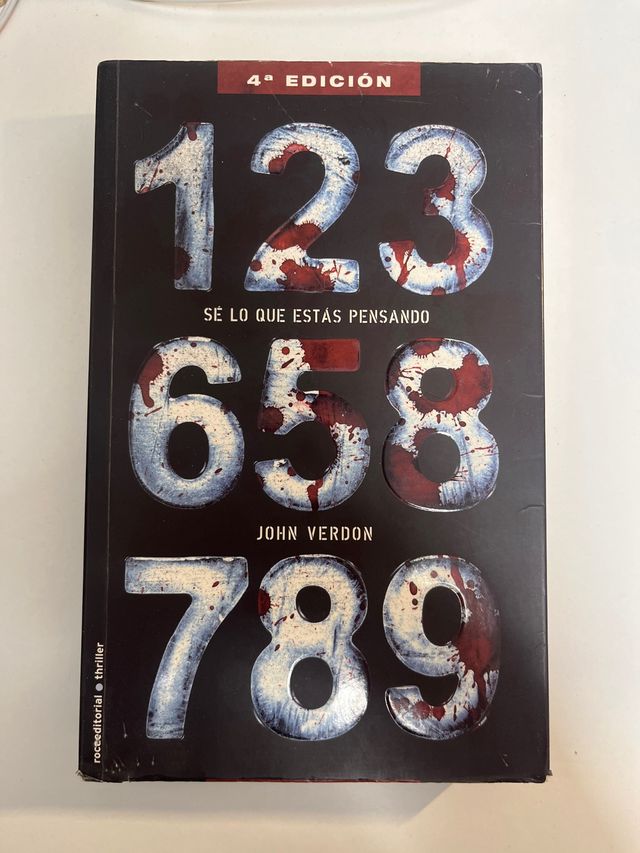 4ª EDICIÓN
123
SÉ LO QUE ESTÁS PENSANDO
658
JOHN VERDON
789
rocaeditorial • thriller